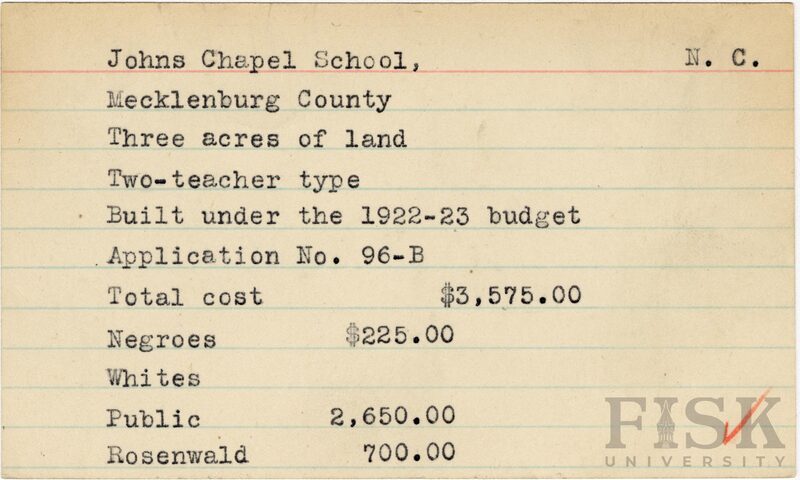 Johns Chapel School, N. C.
Mecklenburg County
Three acres of land
Two-teacher type
Built under the 1922-23 budget
Application No. 96-B
Total cost $3,575.00
Negroes $225.00
Whites
Public 2,650.00
Rosenwald 700.00
FISK
UNIVERSITY